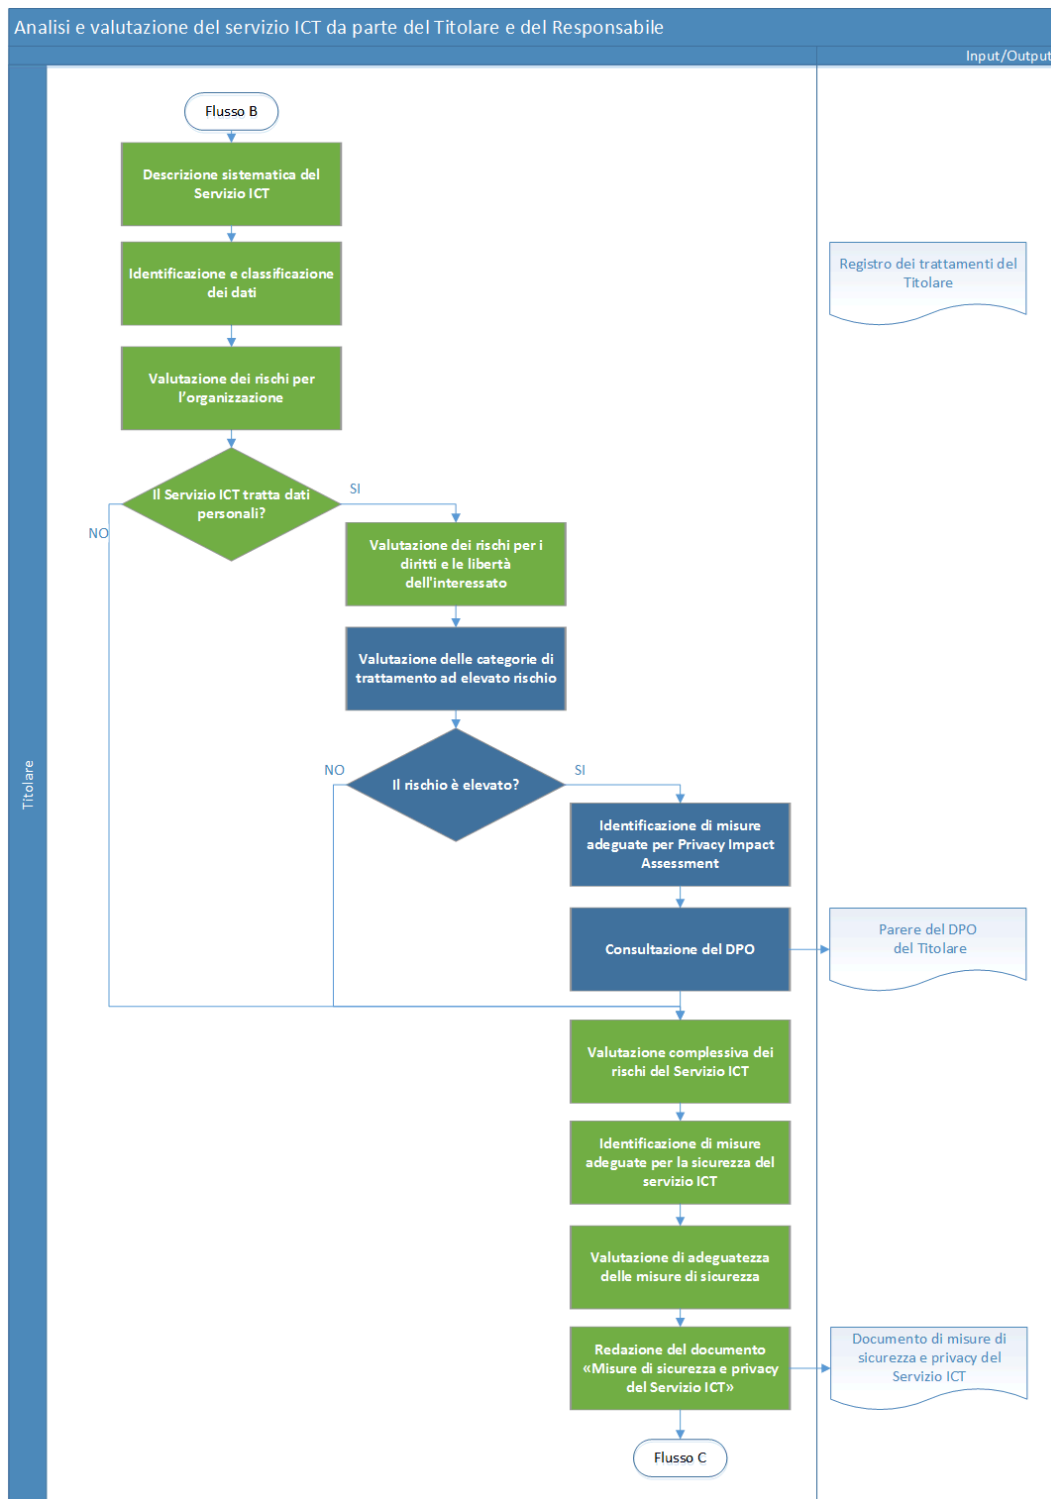 Analisi e valutazione del servizio ICT da parte del Titolare e del Responsabile
Input/Output
Titolare
Flusso B
Descrizione sistematica del
Servizio ICT
Identificazione e classificazione
dei dati
Registro dei trattamenti del
Titolare
Valutazione dei rischi per
l'organizzazione
Il Servizio ICT tratta dati
personali?
SI
NO
Valutazione dei rischi per i
diritti e le libertà
dell'interessato
Valutazione delle categorie di
trattamento ad elevato rischio
Il rischio è elevato?
NO
SI
Identificazione di misure
adeguate per Privacy Impact
Assessment
Consultazione del DPO
Parere del DPO
del Titolare
Valutazione complessiva dei
rischi del Servizio ICT
Identificazione di misure
adeguate per la sicurezza del
servizio ICT
Valutazione di adeguatezza
delle misure di sicurezza
Redazione del documento
«Misure di sicurezza e privacy
del Servizio ICT»
Documento di misure di
sicurezza e privacy del
Servizio ICT
Flusso C